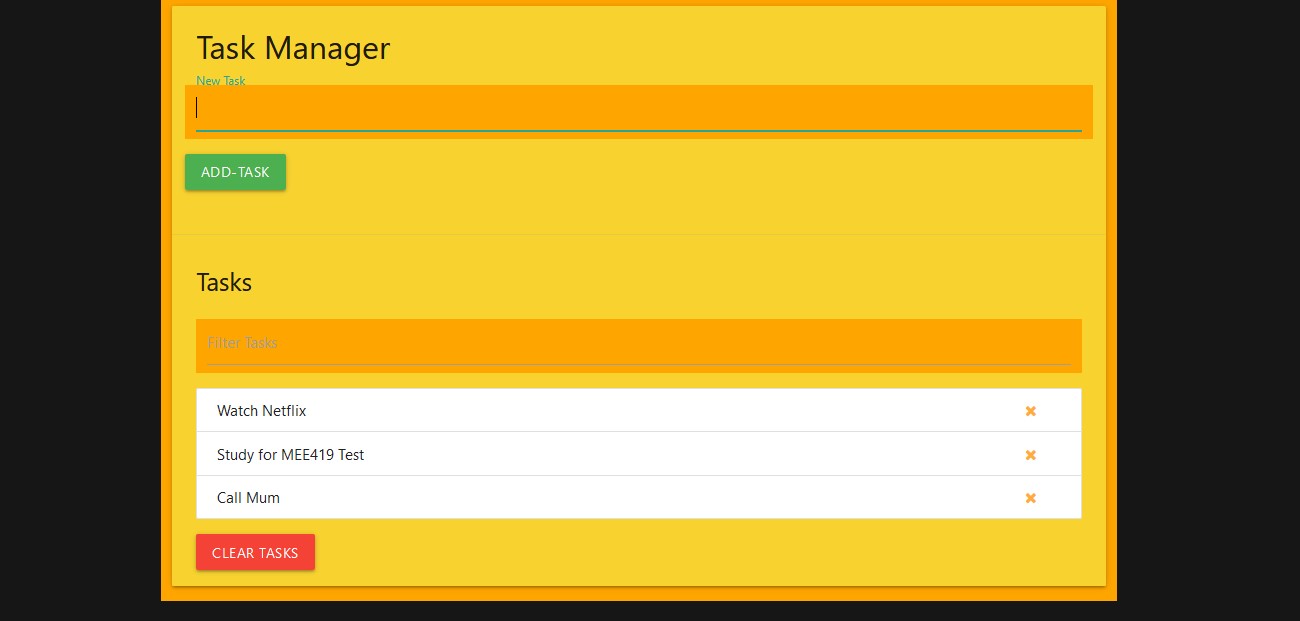 Task Manager
New Task
ADD-TASK
Tasks
Filter Tasks
Watch Netflix
Study for MEE419 Test
Call Mum
CLEAR TASKS